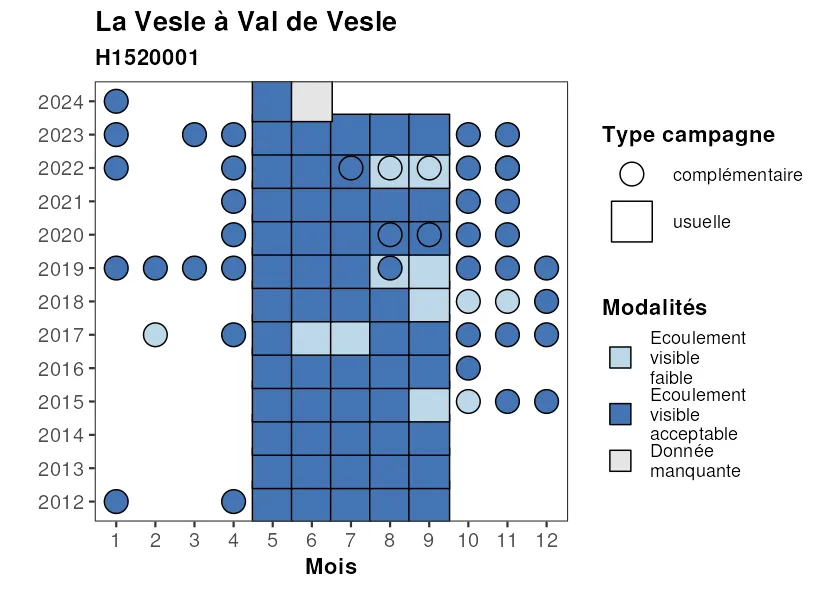 La Vesle à Val de Vesle
H1520001
2024
2023
2022
2021
2020
2019
2018
2017
2016
2015
2014
2013
2012
1 2 3 4 5 6 7 8 9 10 11 12
Mois
Type campagne
complémentaire
usuelle
Modalités
Ecoulement
visible
faible
Ecoulement
visible
acceptable
Donnée
manquante